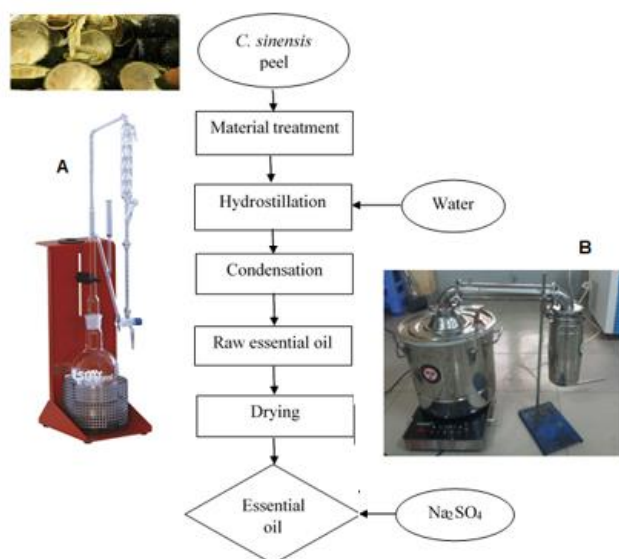 C. sinensis
peel
Material treatment
A
Hydrostillation
Water
B
Condensation
Raw essential oil
Drying
Essential
oil
Na₂SO₄